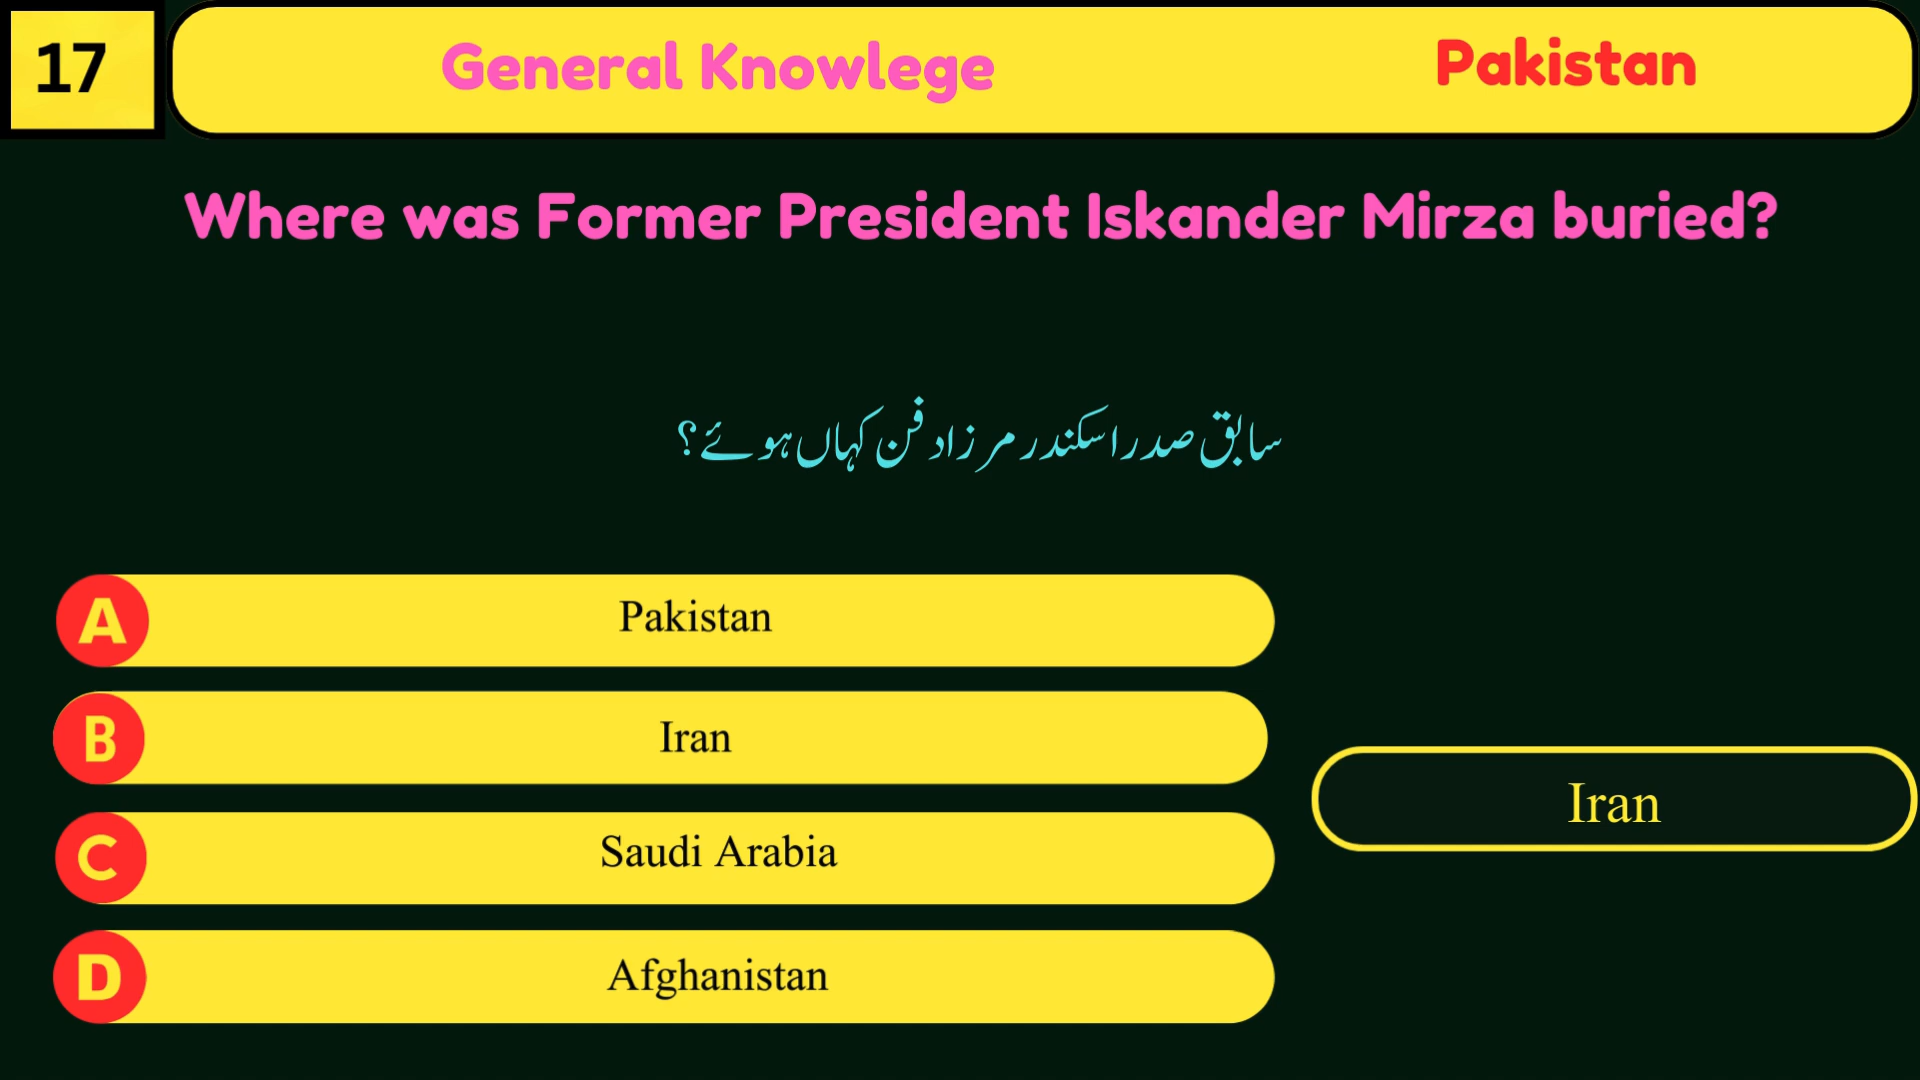 17
General Knowlege
Pakistan
Where was Former President Iskander Mirza buried?
سابق صدر اسکندر مرزا دفن کہاں ہوئے؟
A
Pakistan
B
Iran
C
Saudi Arabia
D
Afghanistan
Iran